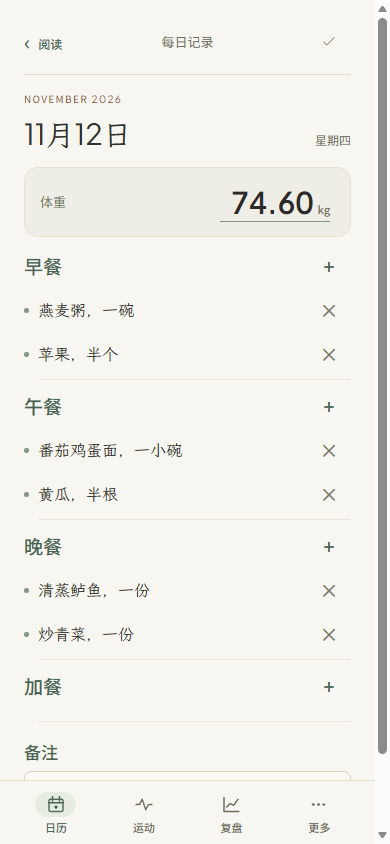 阅读
每日记录
NOVEMBER 2026
11月12日
星期四
体重
74.60 kg
早餐
燕麦粥，一碗
苹果，半个
午餐
番茄鸡蛋面，一小碗
黄瓜，半根
晚餐
清蒸鲈鱼，一份
炒青菜，一份
加餐
备注
日历
运动
复盘
更多